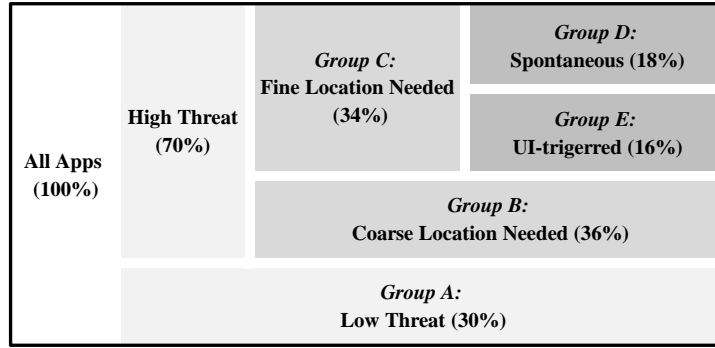 All Apps
(100%)
High Threat
(70%)
Group C:
Fine Location Needed
(34%)
Group D:
Spontaneous (18%)
Group E:
UI-trigerred (16%)
Group B:
Coarse Location Needed (36%)
Group A:
Low Threat (30%)